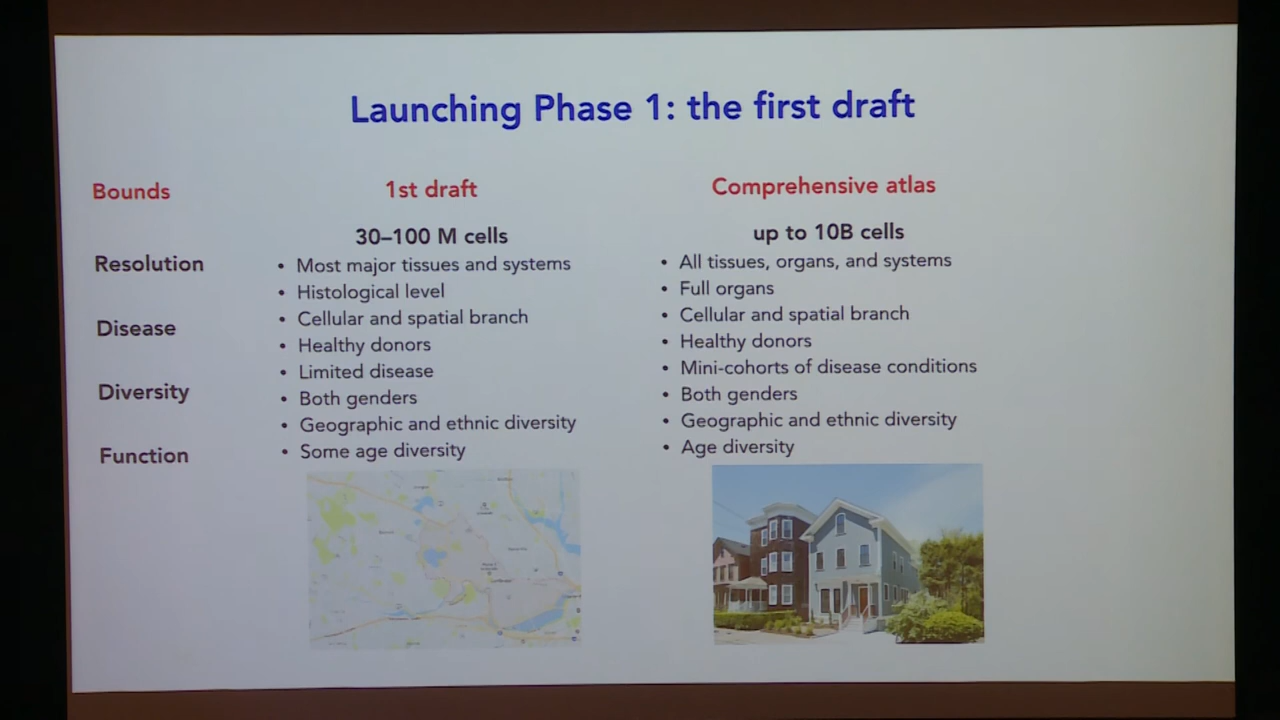 Launching Phase 1: the first draft
Bounds
Resolution
Disease
Diversity
Function
1st draft
30–100 M cells
• Most major tissues and systems
• Histological level
• Cellular and spatial branch
• Healthy donors
• Limited disease
• Both genders
• Geographic and ethnic diversity
• Some age diversity
Comprehensive atlas
up to 10B cells
• All tissues, organs, and systems
• Full organs
• Cellular and spatial branch
• Healthy donors
• Mini-cohorts of disease conditions
• Both genders
• Geographic and ethnic diversity
• Age diversity